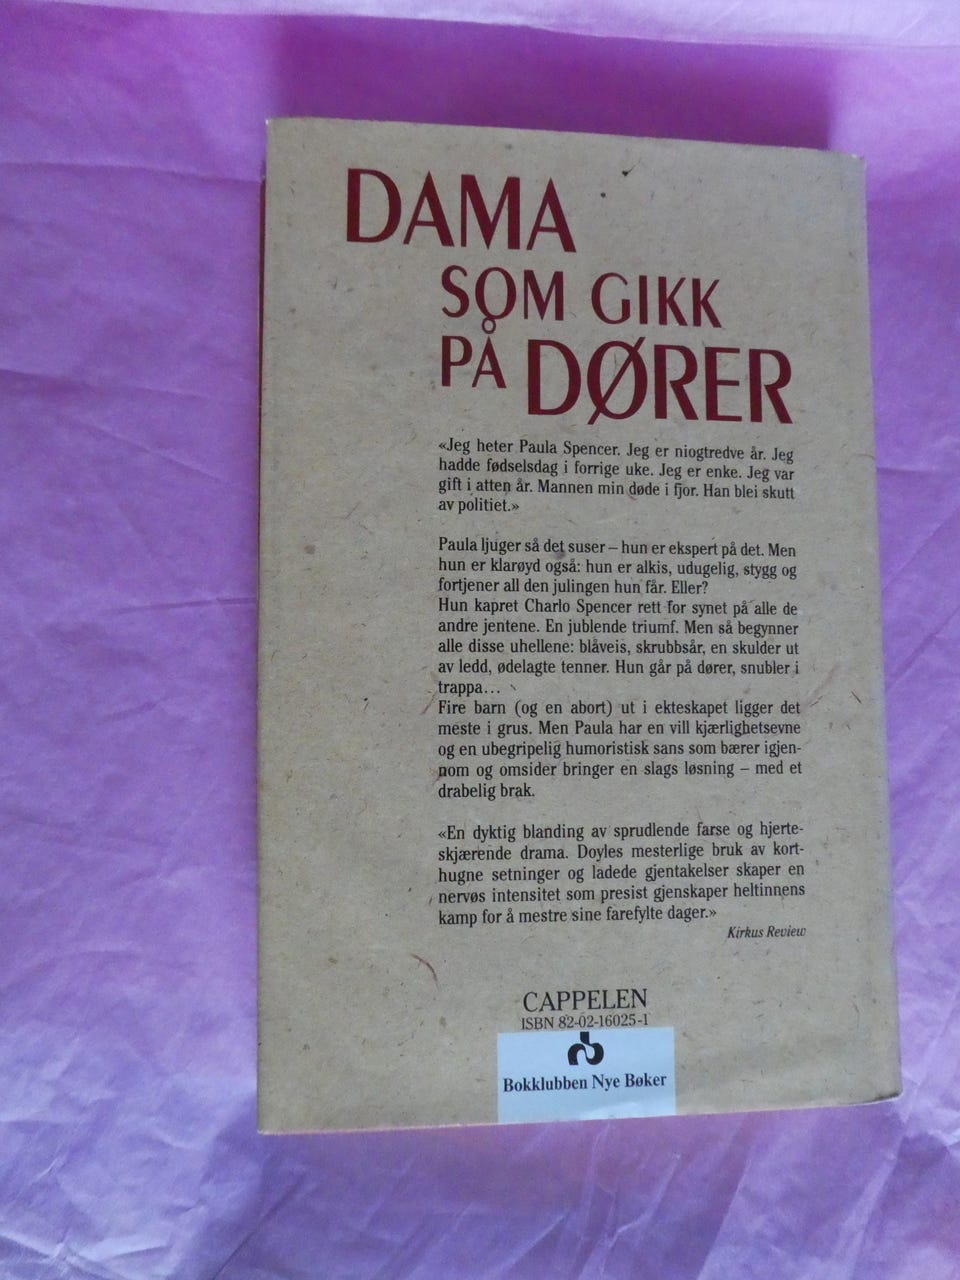 DAMA
SOM GIKK
PÅ DØRER
«Jeg heter Paula Spencer. Jeg er niogtredve år. Jeg
hadde fødselsdag i forrige uke. Jeg er enke. Jeg var
gift i atten år. Mannen min døde i fjor. Han blei skutt
av politiet.»
Paula ljuger så det suser – hun er ekspert på det. Men
hun er klarøyd også: hun er alkis, udugelig, stygg og
fortjener all den julingen hun får. Eller?
Hun kapret Charlo Spencer rett for synet på alle de
andre jentene. En jublende triumf. Men så begynner
alle disse uhellene: blåveis, skrubbsår, en skulder ut
av ledd, ødelagte tenner. Hun går på dører, snubler i
trappa…
Fire barn (og en abort) ut i ekteskapet ligger det
meste i grus. Men Paula har en vill kjærlighetsevne
og en ubegripelig humoristisk sans som bærer igjen-
nom og omsider bringer en slags løsning – med et
drabelig brak.
«En dyktig blanding av sprudlende farse og hjerte-
skjærende drama. Doyles mesterlige bruk av kort-
hugne setninger og ladede gjentakelser skaper en
nervøs intensitet som presist gjenskaper heltinnens
kamp for å mestre sine farefylte dager.»
Kirkus Review
CAPPELEN
ISBN 82-02-16025-1
Bokklubben Nye Bøker